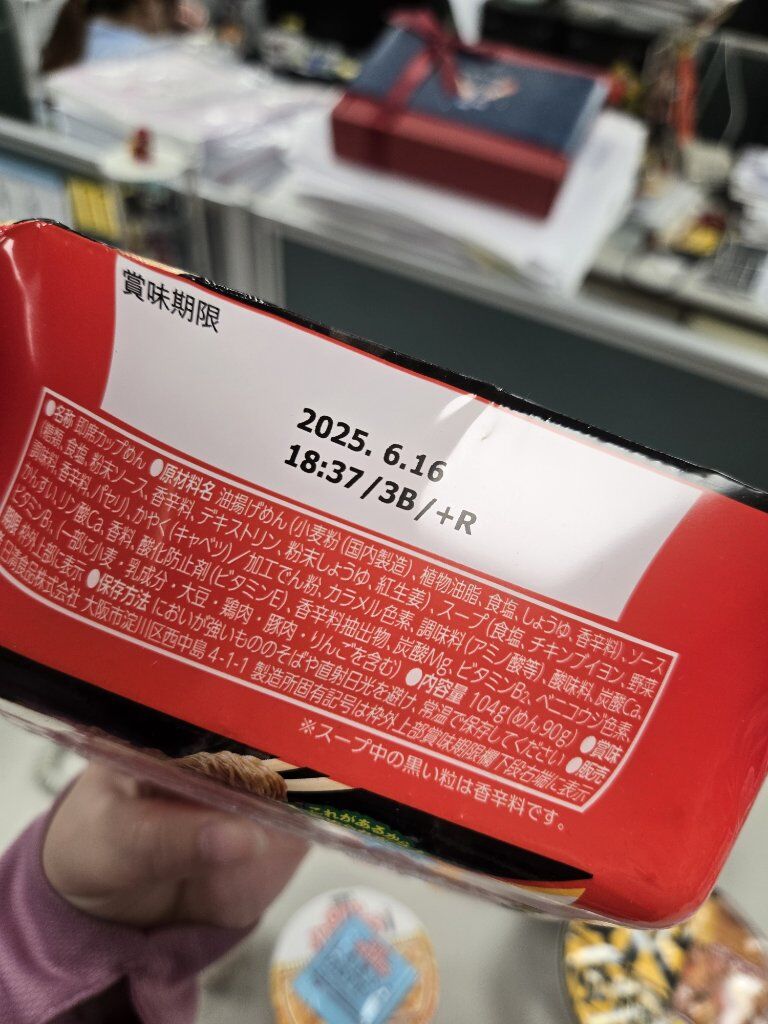 賞味期限
2025. 6.16
18:37/3B/+R
●名称 即席カップめん ●原材料名 油揚げめん(小麦粉(国内製造)、植物油脂、食塩、しょうゆ、香辛料)、ソース
(糖類、食塩、粉末ソース、香辛料、デキストリン、粉末しょうゆ、紅生姜)、スープ(食塩、チキンブイヨン、野菜
調味料、香辛料、パセリ)、かやく(キャベツ)/加工でん粉、カラメル色素、調味料(アミノ酸等)、酸味料、炭酸Ca、
かんすい、リン酸Ca、香料、酸化防止剤(ビタミンE)、香辛料抽出物、炭酸Mg、ビタミンB₂、ベニコウジ色素、
ビタミンB₁、(一部に小麦・乳成分・大豆・鶏肉・豚肉・りんごを含む) ●内容量 104g(めん90g) ●賞味
期限 枠外上部に表示 ●保存方法 においが強いもののそばや直射日光を避け、常温で保存してください ●販売
日清食品株式会社 大阪市淀川区西中島 4-1-1 製造所固有記号は枠外上部賞味期限欄下段右端に表示
※スープ中の黒い粒は香辛料です。
これがあるから